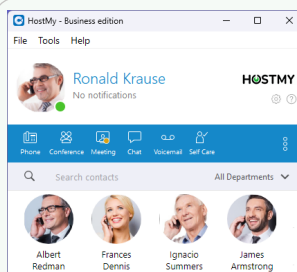 HostMy - Business edition
File Tools Help
Ronald Krause
No notifications
HOSTMY
Phone Conference Meeting Chat Voicemail Self Care
Search contacts All Departments
Albert Frances Ignacio James
Redman Dennis Summers Armstrong